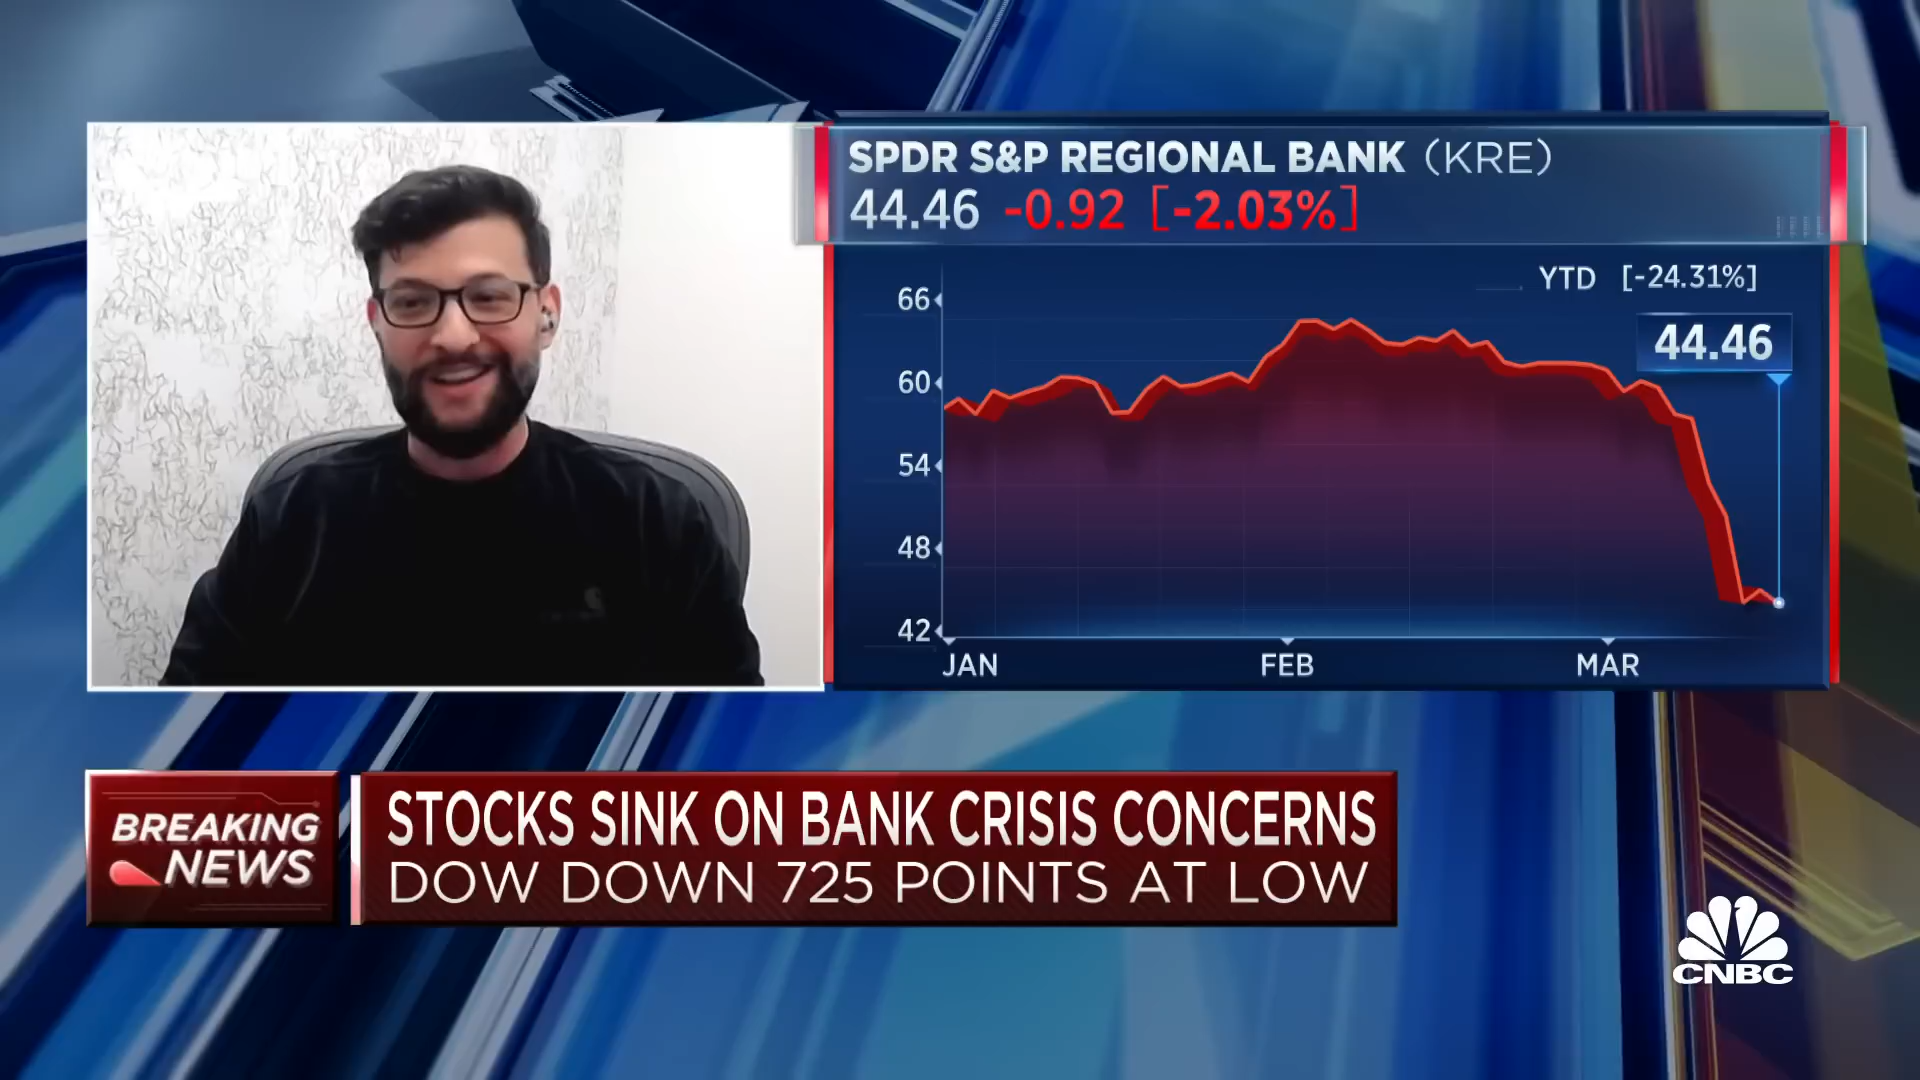 SPDR S&P REGIONAL BANK (KRE)
44.46 -0.92 [-2.03%]
YTD [-24.31%]
44.46
66
60
54
48
42
JAN FEB MAR
BREAKING
NEWS
STOCKS SINK ON BANK CRISIS CONCERNS
DOW DOWN 725 POINTS AT LOW
CNBC